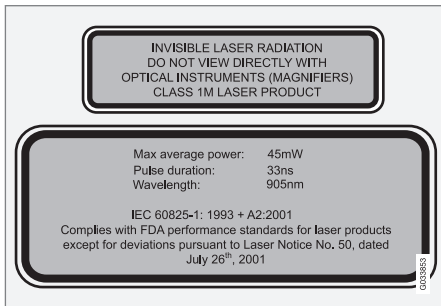 INVISIBLE LASER RADIATION
DO NOT VIEW DIRECTLY WITH
OPTICAL INSTRUMENTS (MAGNIFIERS)
CLASS 1M LASER PRODUCT
Max average power: 45mW
Pulse duration: 33ns
Wavelength: 905nm
IEC 60825-1: 1993 + A2:2001
Complies with FDA performance standards for laser products
except for deviations pursuant to Laser Notice No. 50, dated
July 26th, 2001
G033853